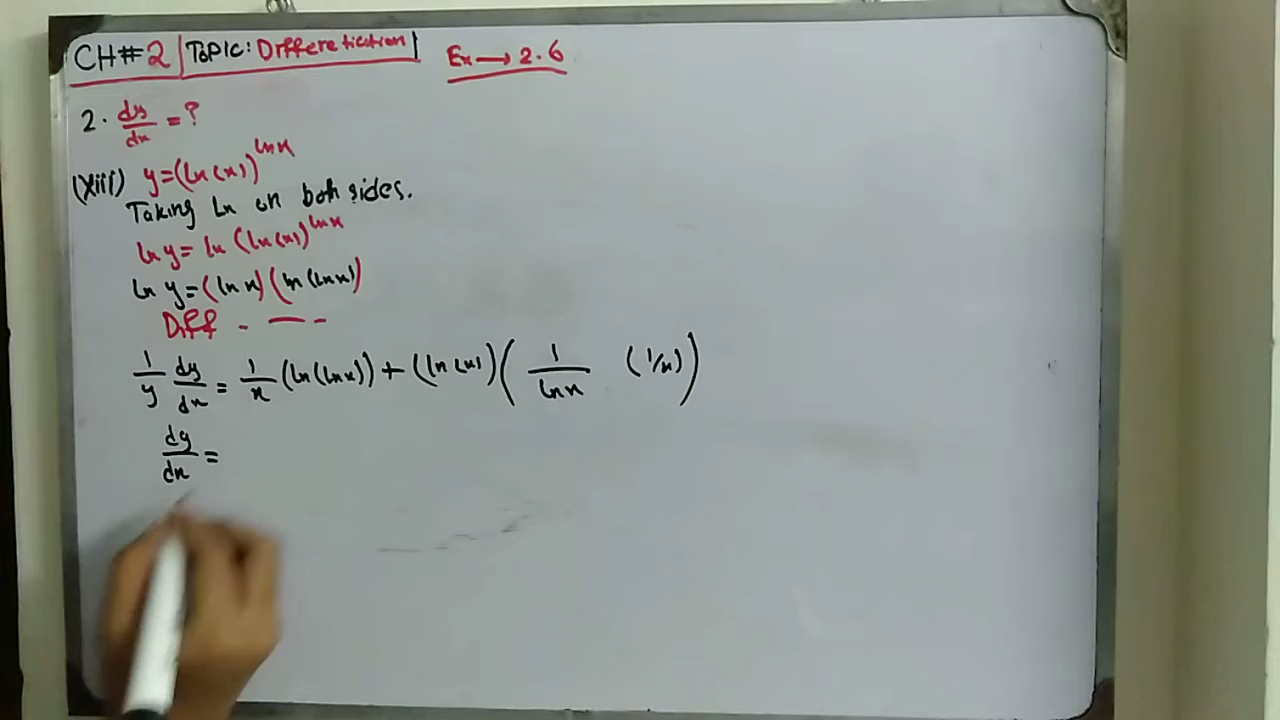 CH#2 | Topic: Differetiation | Ex → 2.6
2. dy/dx = ?
(Xiii) y=(ln(x))^lnx
Taking ln on both sides.
ln y = ln (ln(x))^lnx
ln y = (ln x)(ln(lnx))
Diff - — -
1/y dy/dx = 1/x (ln(lnx)) + (ln(x)) ( 1/lnx (1/x) )
dy/dx =